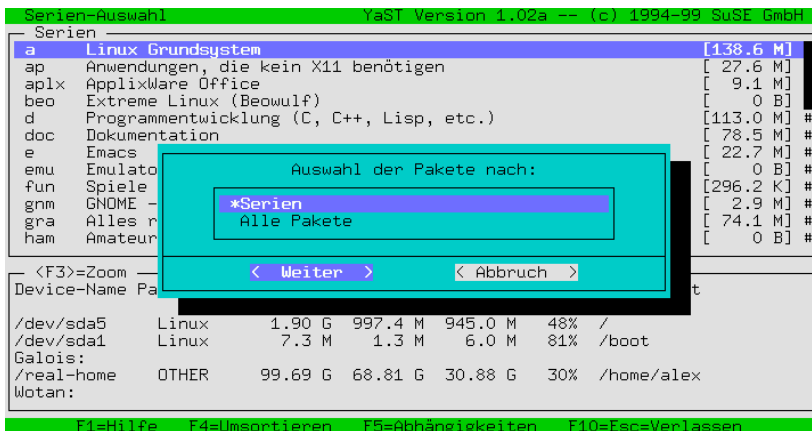 Serien-Auswahl YaST Version 1.02a -- (c) 1994-99 SuSE GmbH
Serien
a Linux Grundsystem [138.6 M]
ap Anwendungen, die kein X11 benötigen [ 27.6 M]
aplx ApplixWare Office [ 9.1 M]
beo Extreme Linux (Beowulf) [ 0 B]
d Programmentwicklung (C, C++, Lisp, etc.) [113.0 M] #
doc Dokumentation [ 78.5 M] #
e Emacs [ 22.7 M] #
emu Emulato [ 0 B] #
fun Spiele [296.2 K] #
gnm GNOME - [ 2.9 M] #
gra Alles r [ 74.1 M] #
ham Amateur [ 0 B] #
Auswahl der Pakete nach:
*Serien
Alle Pakete
< Weiter > < Abbruch >
<F3>=Zoom
Device-Name Pa t
/dev/sda5 Linux 1.90 G 997.4 M 945.0 M 48% /
/dev/sda1 Linux 7.3 M 1.3 M 6.0 M 81% /boot
Galois:
/real-home OTHER 99.69 G 68.81 G 30.88 G 30% /home/alex
Wotan:
F1=Hilfe F4=Umsortieren F5=Abhängigkeiten F10=Esc=Verlassen